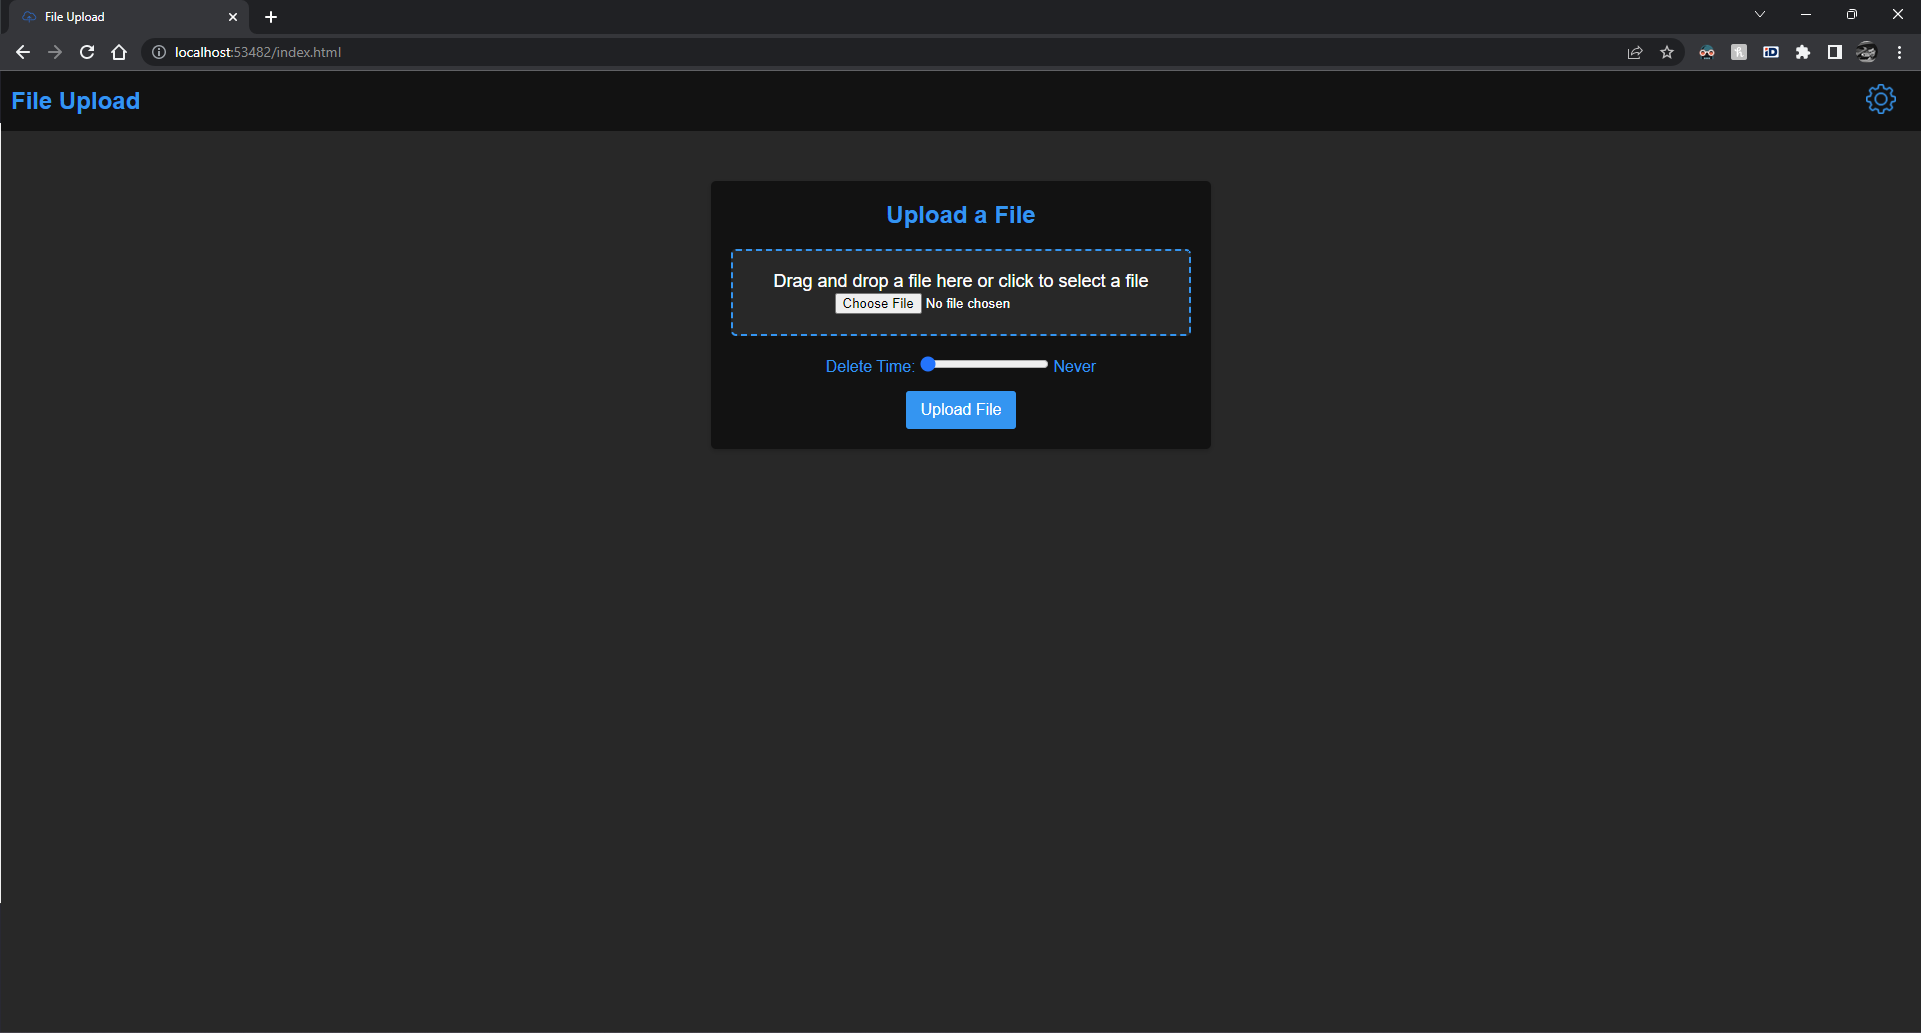 File Upload
localhost:53482/index.html
File Upload
Upload a File
Drag and drop a file here or click to select a file
Choose File No file chosen
Delete Time: Never
Upload File